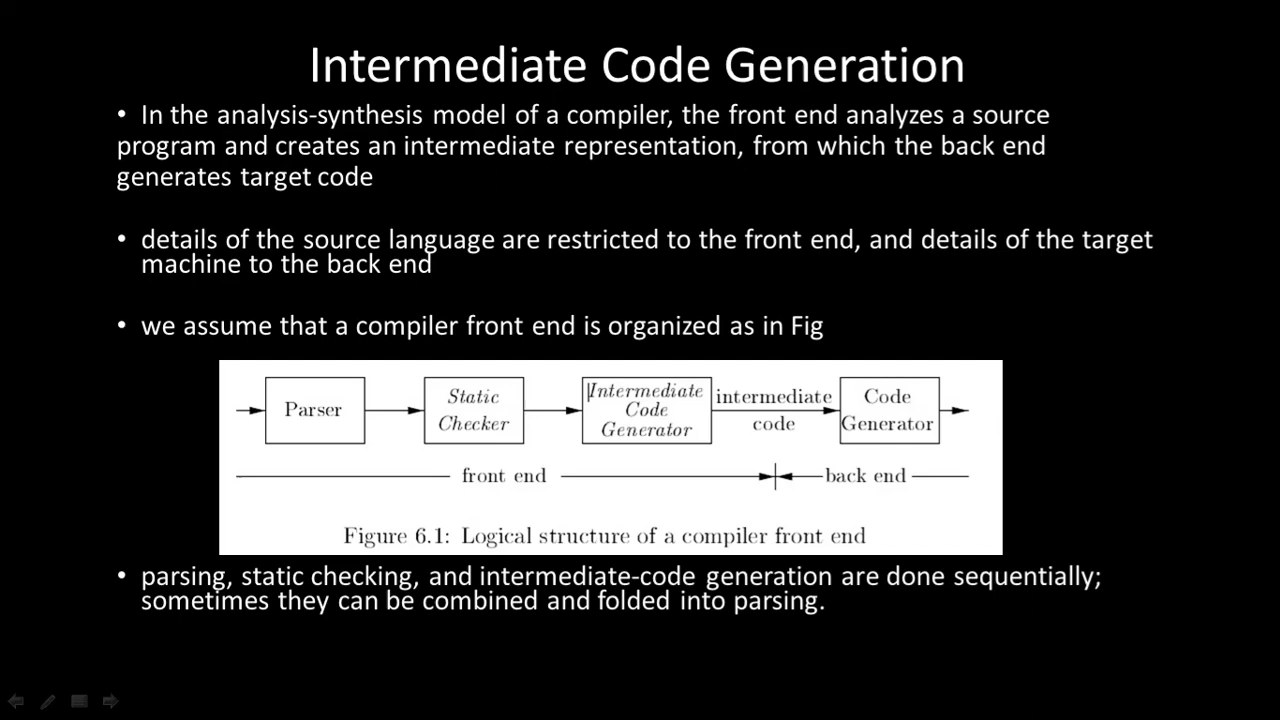 Intermediate Code Generation
• In the analysis-synthesis model of a compiler, the front end analyzes a source
program and creates an intermediate representation, from which the back end
generates target code
• details of the source language are restricted to the front end, and details of the target
machine to the back end
• we assume that a compiler front end is organized as in Fig
Parser
Static
Checker
Intermediate
Code
Generator
intermediate
code
Code
Generator
front end
back end
Figure 6.1: Logical structure of a compiler front end
• parsing, static checking, and intermediate-code generation are done sequentially;
sometimes they can be combined and folded into parsing.